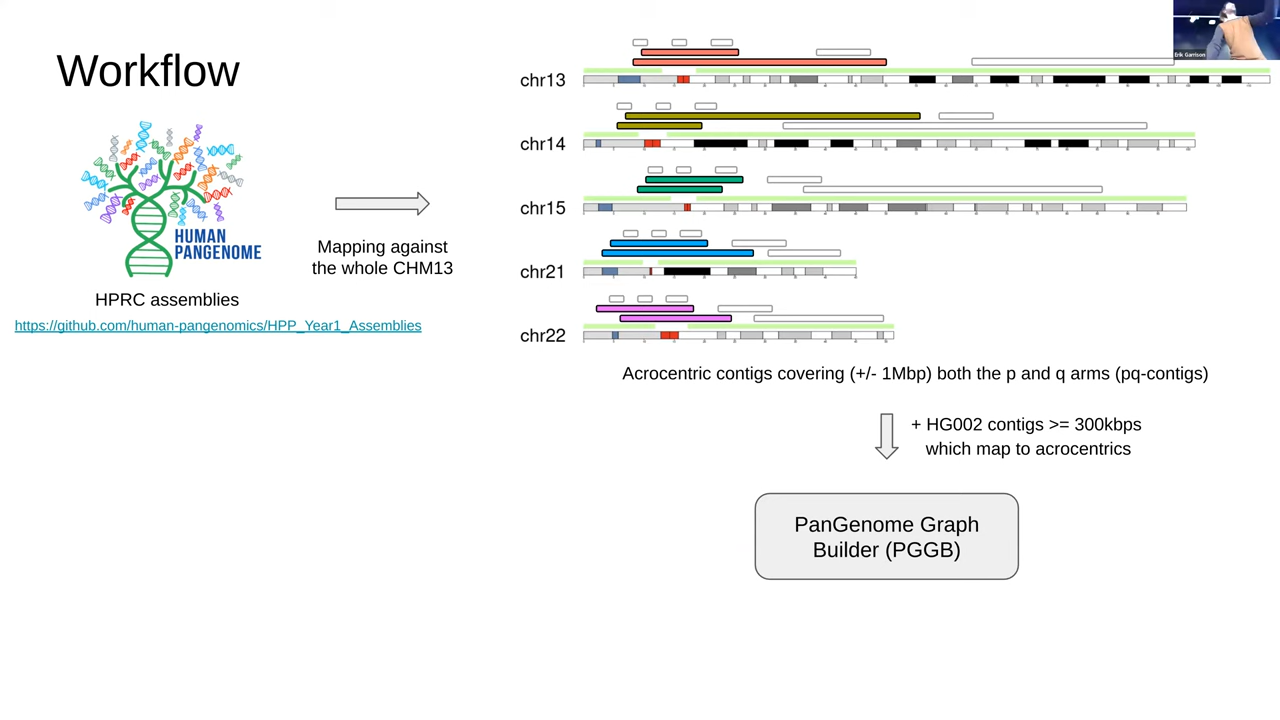 Workflow
Erik Garrison
chr13
chr14
chr15
chr21
chr22
HUMAN
PANGENOME
Mapping against
the whole CHM13
HPRC assemblies
https://github.com/human-pangenomics/HPP_Year1_Assemblies
Acrocentric contigs covering (+/- 1Mbp) both the p and q arms (pq-contigs)
+ HG002 contigs >= 300kbps
which map to acrocentrics
PanGenome Graph
Builder (PGGB)